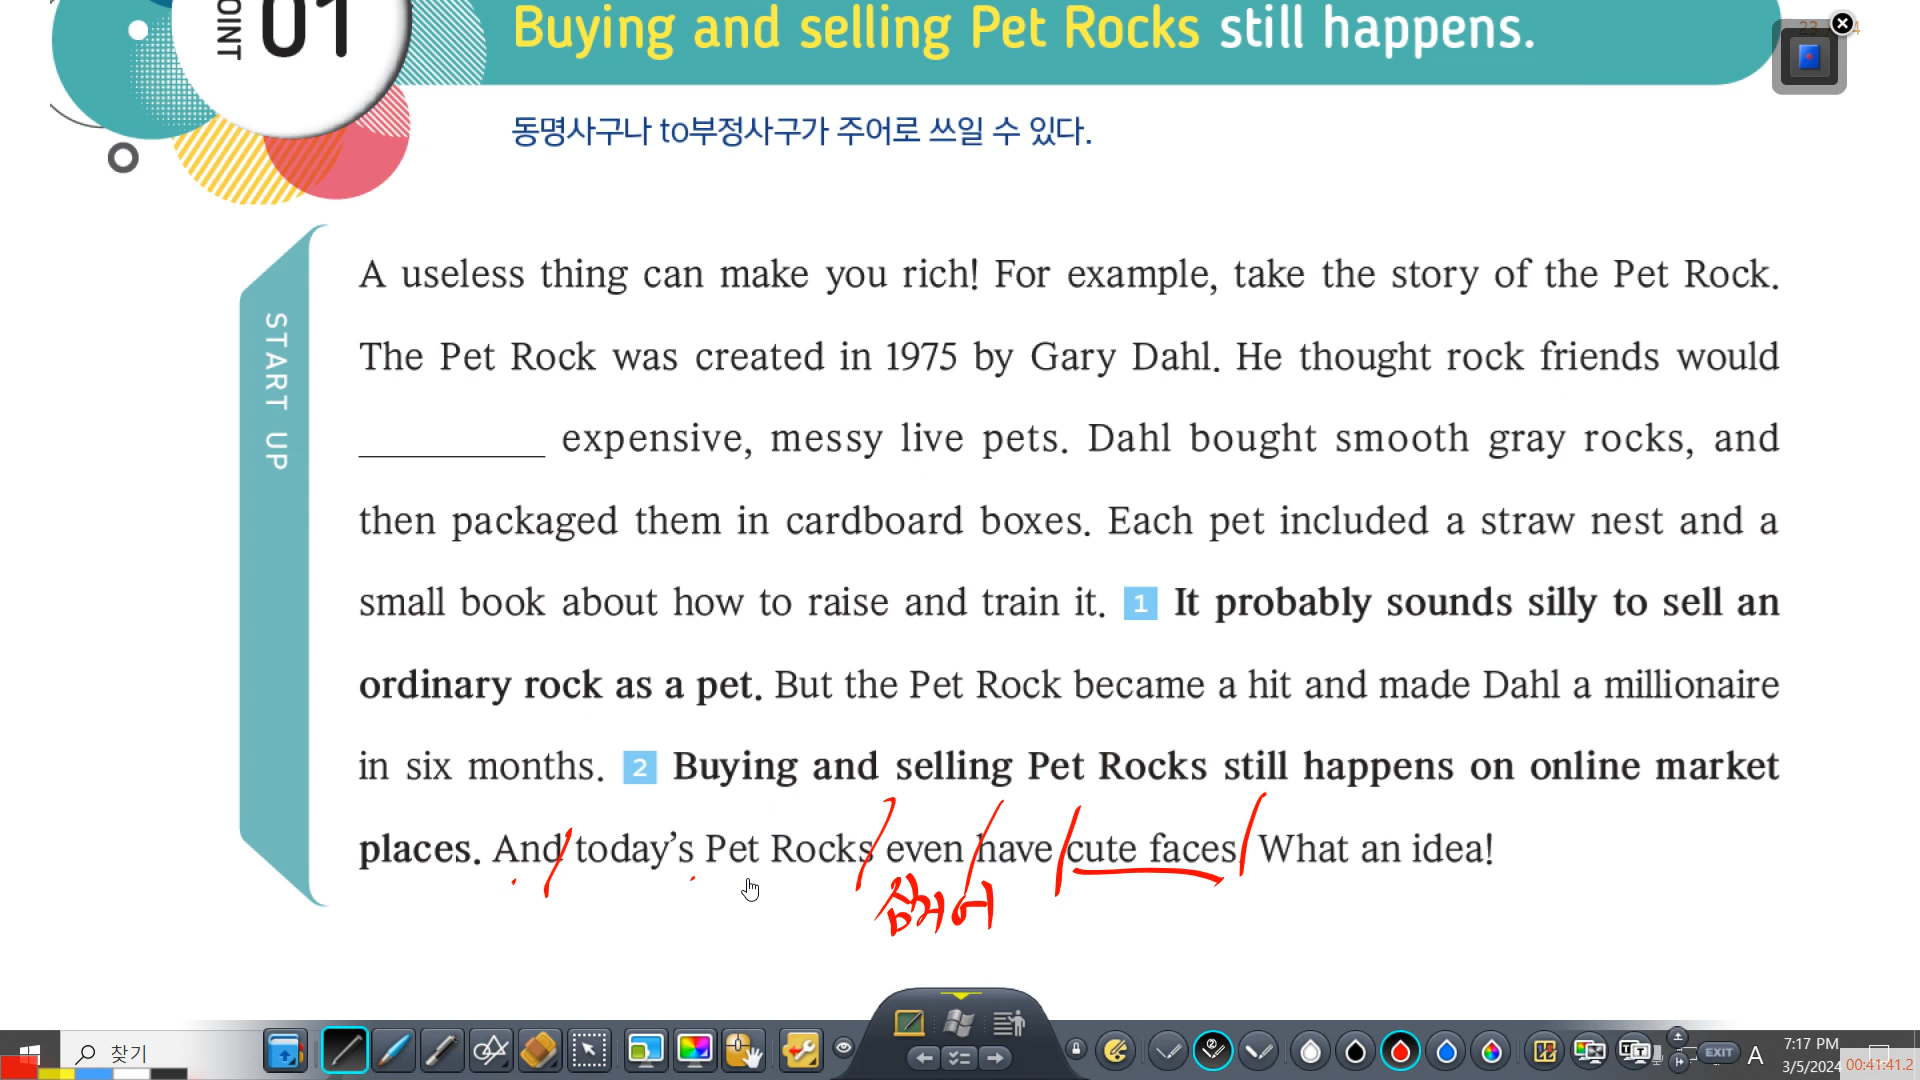 OINT 01
Buying and selling Pet Rocks still happens.
동명사구나 to부정사구가 주어로 쓰일 수 있다.
START UP
A useless thing can make you rich! For example, take the story of the Pet Rock.
The Pet Rock was created in 1975 by Gary Dahl. He thought rock friends would
__________ expensive, messy live pets. Dahl bought smooth gray rocks, and
then packaged them in cardboard boxes. Each pet included a straw nest and a
small book about how to raise and train it. 1 It probably sounds silly to sell an
ordinary rock as a pet. But the Pet Rock became a hit and made Dahl a millionaire
in six months. 2 Buying and selling Pet Rocks still happens on online market
places. And today's Pet Rocks even have cute faces. What an idea!
찾기
EXIT
A
7:17 PM
3/5/2024
00:41:41.2